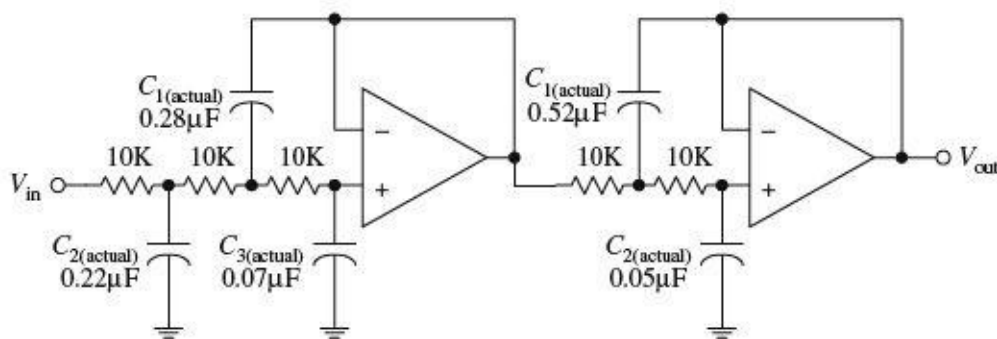 C1(actual)
0.28μF
C1(actual)
0.52μF
−
−
10K
10K
10K
10K
10K
Vin
+
+
Vout
C2(actual)
0.22μF
C3(actual)
0.07μF
C2(actual)
0.05μF